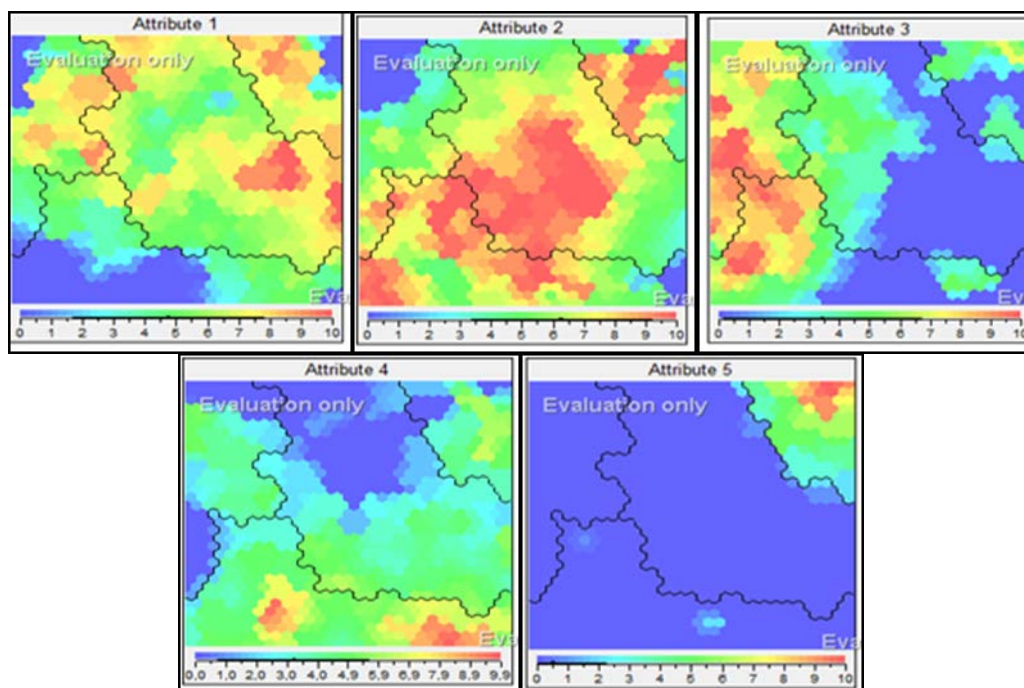 Attribute 1
Evaluation only
Eva
0 1 2 3 4 5 6 7 8 9 10
Attribute 2
Evaluation only
Eva
0 1 2 3 4 5 6 7 8 9 10
Attribute 3
Evaluation only
Ev
0 1 2 3 4 5 6 7 8 9 10
Attribute 4
Evaluation only
Eva
0,0 1,0 2,0 3,0 4,0 4,9 5,9 6,9 7,9 8,9 9,9
Attribute 5
Evaluation only
Eva
0 1 2 3 4 5 6 7 8 9 10